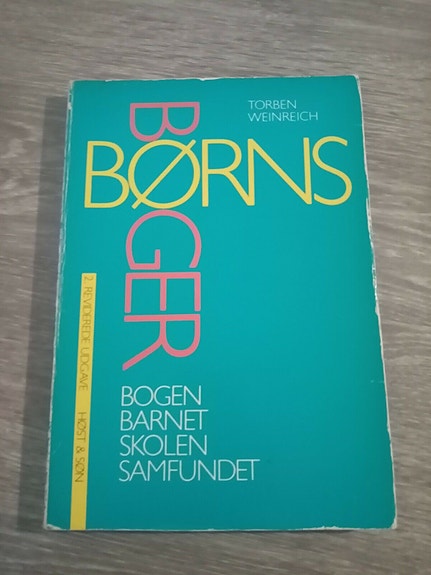 TORBEN
WEINREICH
BØRNS
BØGER
BOGEN
BARNET
SKOLEN
SAMFUNDET
2. REVIDEREDE UDGAVE HØST & SØN